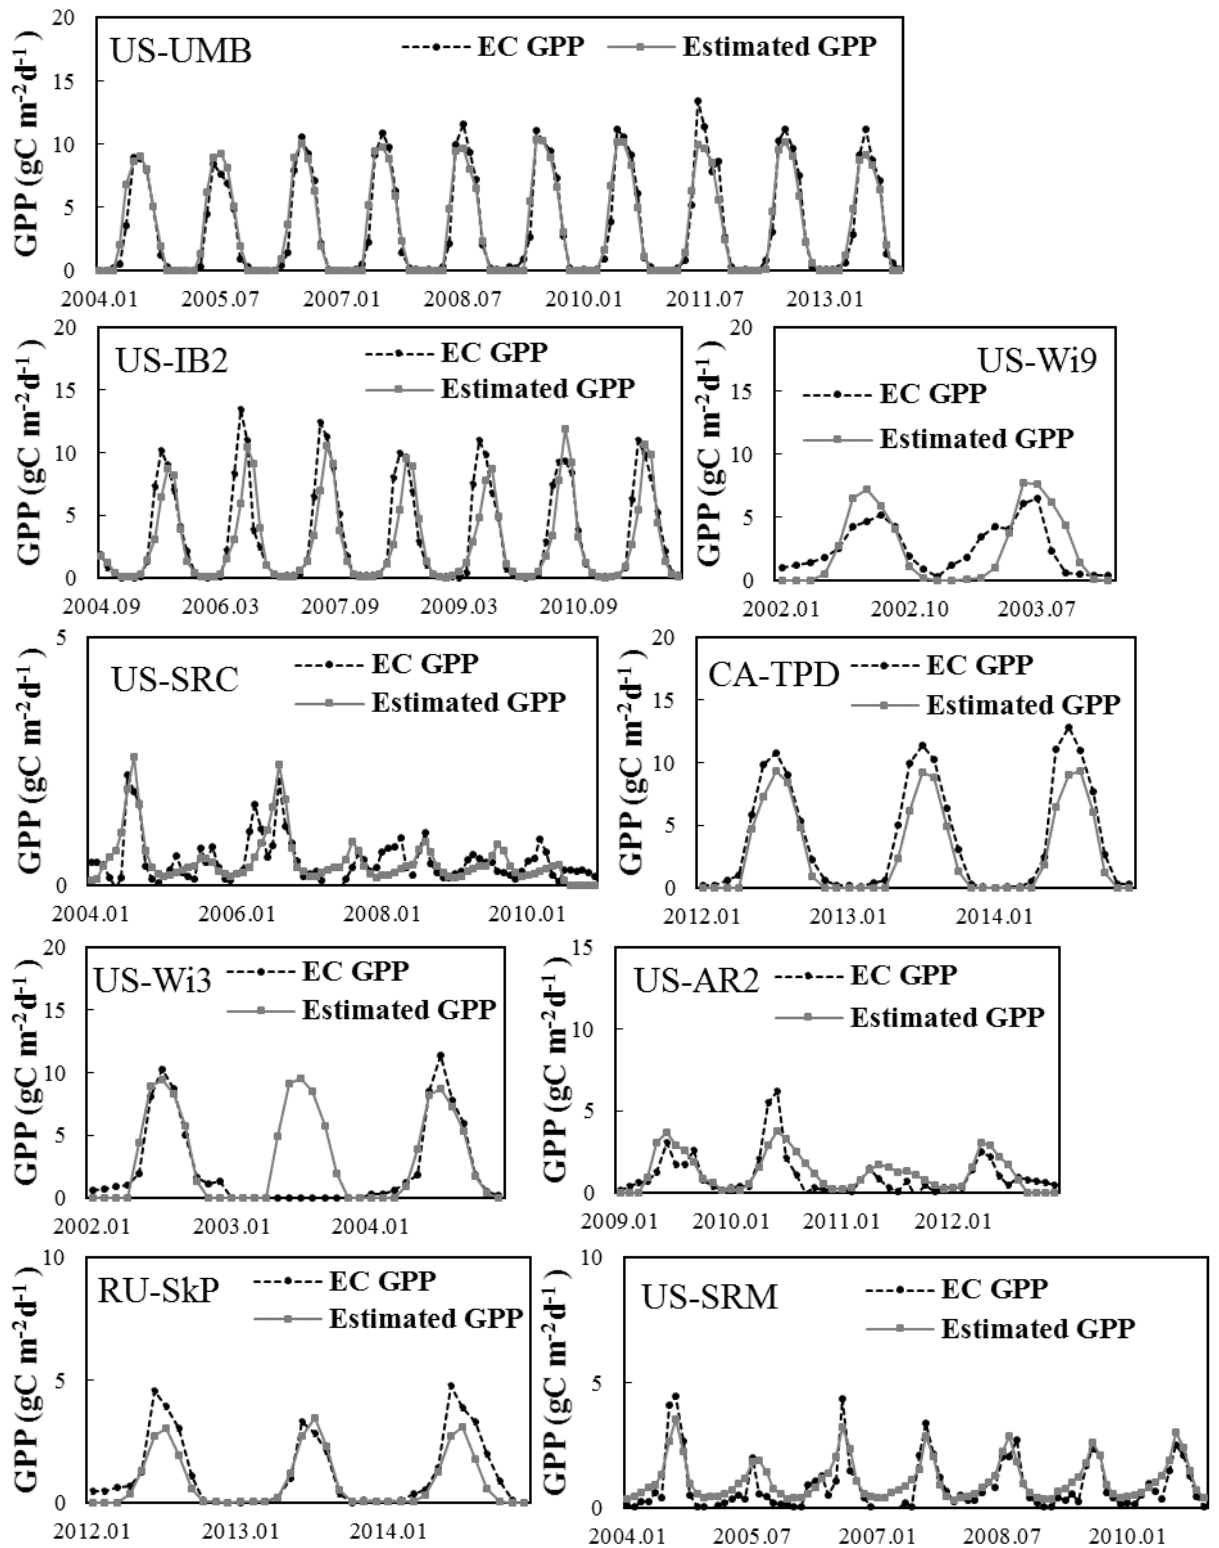 20
US-UMB
EC GPP
Estimated GPP
15
10
5
0
GPP (gC m-2d-1)
2004.01 2005.07 2007.01 2008.07 2010.01 2011.07 2013.01
20
US-IB2
EC GPP
Estimated GPP
15
10
5
0
GPP (gC m-2d-1)
2004.09 2006.03 2007.09 2009.03 2010.09
20
US-Wi9
EC GPP
Estimated GPP
15
10
5
0
GPP (gC m-2d-1)
2002.01 2002.10 2003.07
5
US-SRC
EC GPP
Estimated GPP
0
GPP (gC m-2d-1)
2004.01 2006.01 2008.01 2010.01
20
CA-TPD
EC GPP
Estimated GPP
15
10
5
0
GPP (gC m-2d-1)
2012.01 2013.01 2014.01
20
US-Wi3
EC GPP
Estimated GPP
15
10
5
0
GPP (gC m-2d-1)
2002.01 2003.01 2004.01
15
US-AR2
EC GPP
Estimated GPP
10
5
0
GPP (gC m-2d-1)
2009.01 2010.01 2011.01 2012.01
10
RU-SkP
EC GPP
Estimated GPP
5
0
GPP (gC m-2d-1)
2012.01 2013.01 2014.01
10
US-SRM
EC GPP
Estimated GPP
5
0
GPP (gC m-2d-1)
2004.01 2005.07 2007.01 2008.07 2010.01